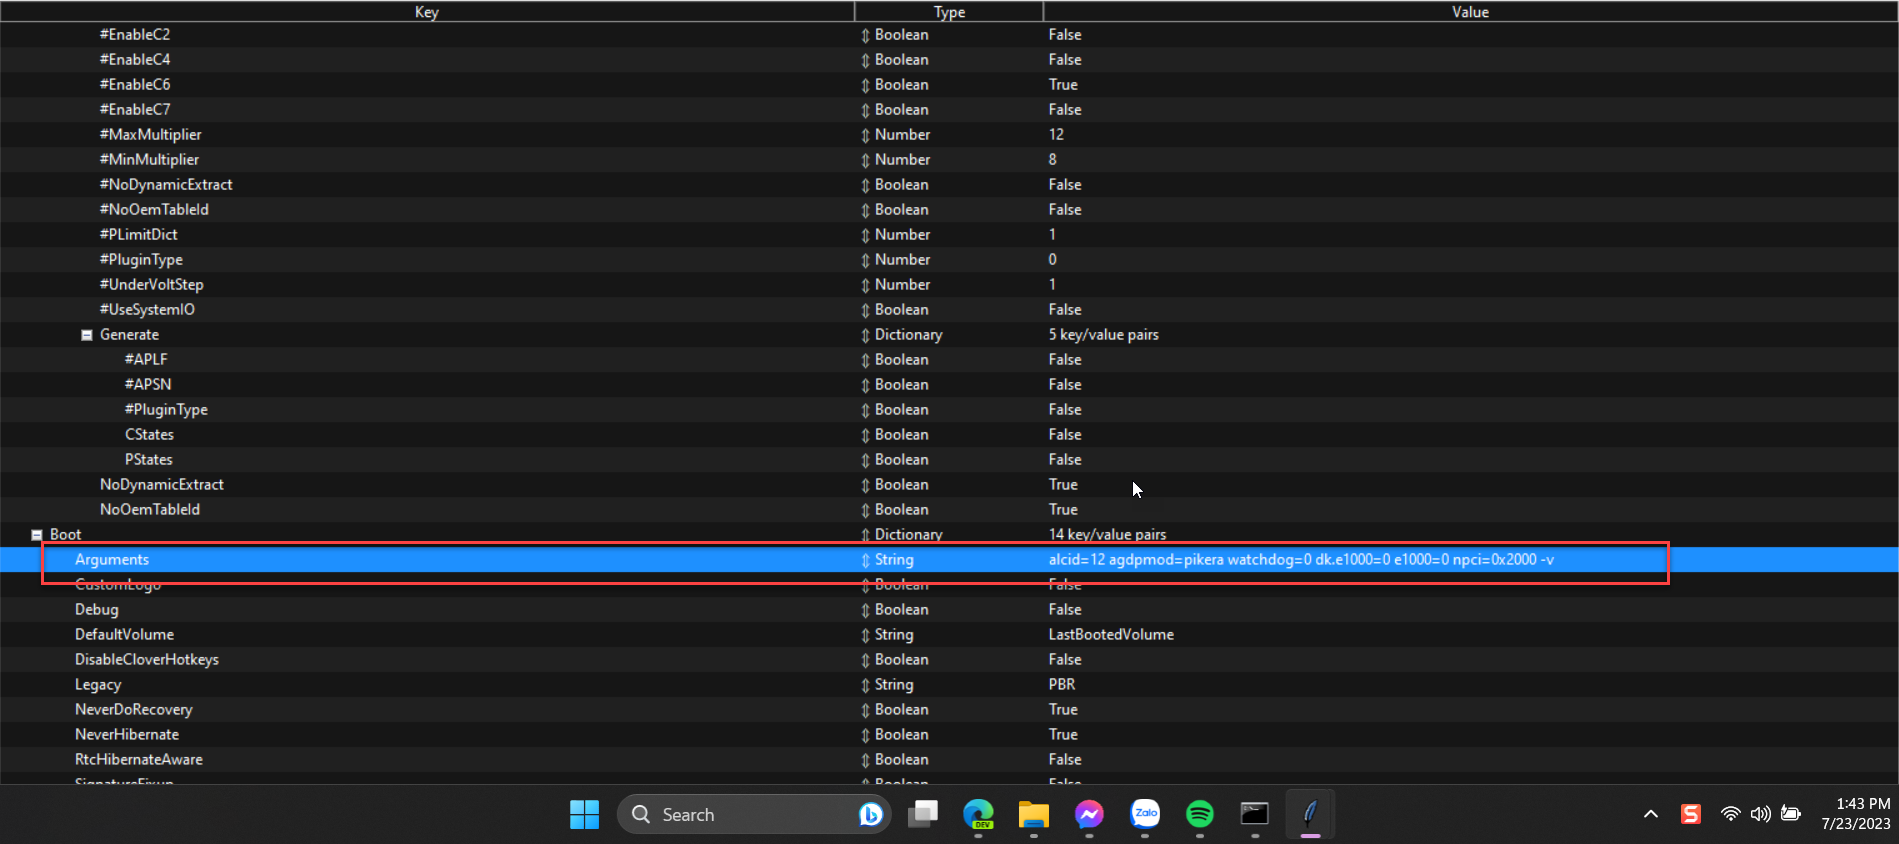 Key Type Value
#EnableC2 Boolean False
#EnableC4 Boolean False
#EnableC6 Boolean True
#EnableC7 Boolean False
#MaxMultiplier Number 12
#MinMultiplier Number 8
#NoDynamicExtract Boolean False
#NoOemTableId Boolean False
#PLimitDict Number 1
#PluginType Number 0
#UnderVoltStep Number 1
#UseSystemIO Boolean False
Generate Dictionary 5 key/value pairs
#APLF Boolean False
#APSN Boolean False
#PluginType Boolean False
CStates Boolean False
PStates Boolean False
NoDynamicExtract Boolean True
NoOemTableId Boolean True
Boot Dictionary 14 key/value pairs
Arguments String alcid=12 agdpmod=pikera watchdog=0 dk.e1000=0 e1000=0 npci=0x2000 -v
CustomLogo Boolean False
Debug Boolean False
DefaultVolume String LastBootedVolume
DisableCloverHotkeys Boolean False
Legacy String PBR
NeverDoRecovery Boolean True
NeverHibernate Boolean True
RtcHibernateAware Boolean False
SignatureFixup Boolean False
Search DEV Zalo S 1:43 PM
7/23/2023